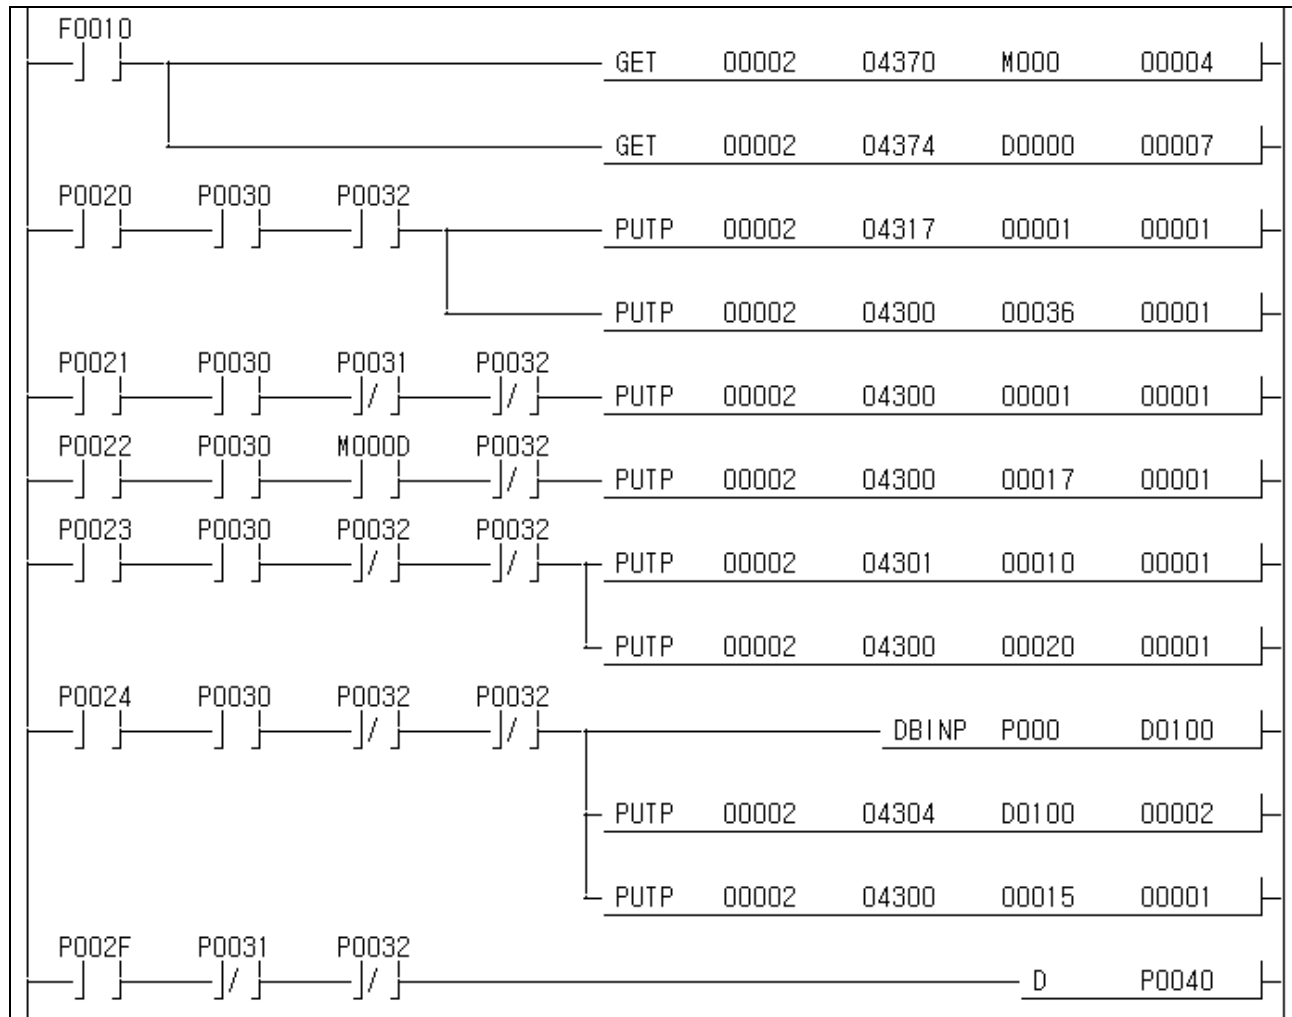 F0010
GET 00002 04370 M000 00004
GET 00002 04374 D0000 00007
P0020 P0030 P0032
PUTP 00002 04317 00001 00001
PUTP 00002 04300 00036 00001
P0021 P0030 P0031 P0032
PUTP 00002 04300 00001 00001
P0022 P0030 M000D P0032
PUTP 00002 04300 00017 00001
P0023 P0030 P0032 P0032
PUTP 00002 04301 00010 00001
PUTP 00002 04300 00020 00001
P0024 P0030 P0032 P0032
DBINP P000 D0100
PUTP 00002 04304 D0100 00002
PUTP 00002 04300 00015 00001
P002F P0031 P0032
D P0040